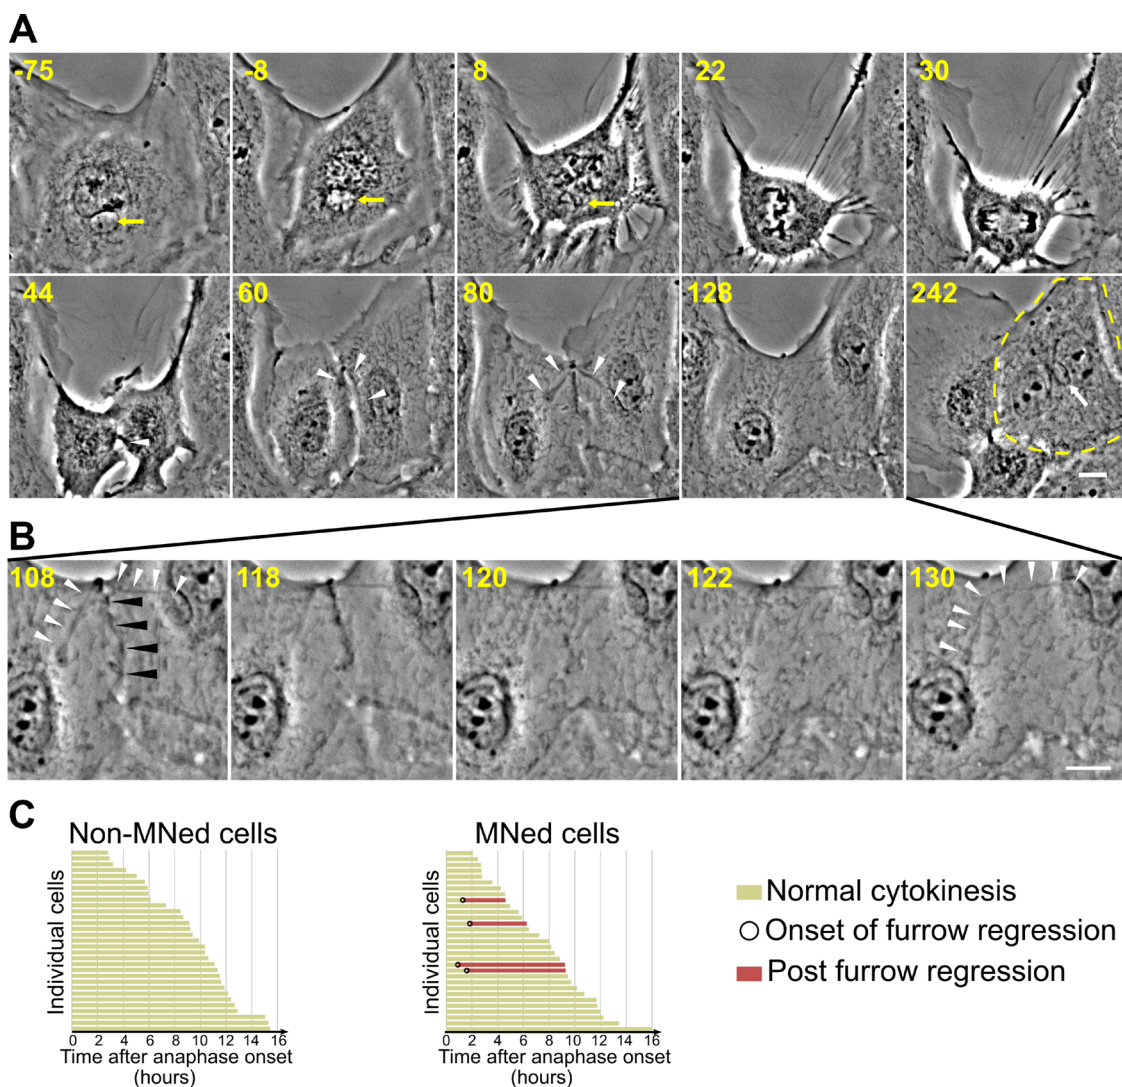 A
-75
-8
8
22
30
44
60
80
128
242
B
108
118
120
122
130
C
Non-MNed cells
MNed cells
Individual cells
Individual cells
0 2 4 6 8 10 12 14 16
0 2 4 6 8 10 12 14 16
Time after anaphase onset
(hours)
Time after anaphase onset
(hours)
Normal cytokinesis
Onset of furrow regression
Post furrow regression